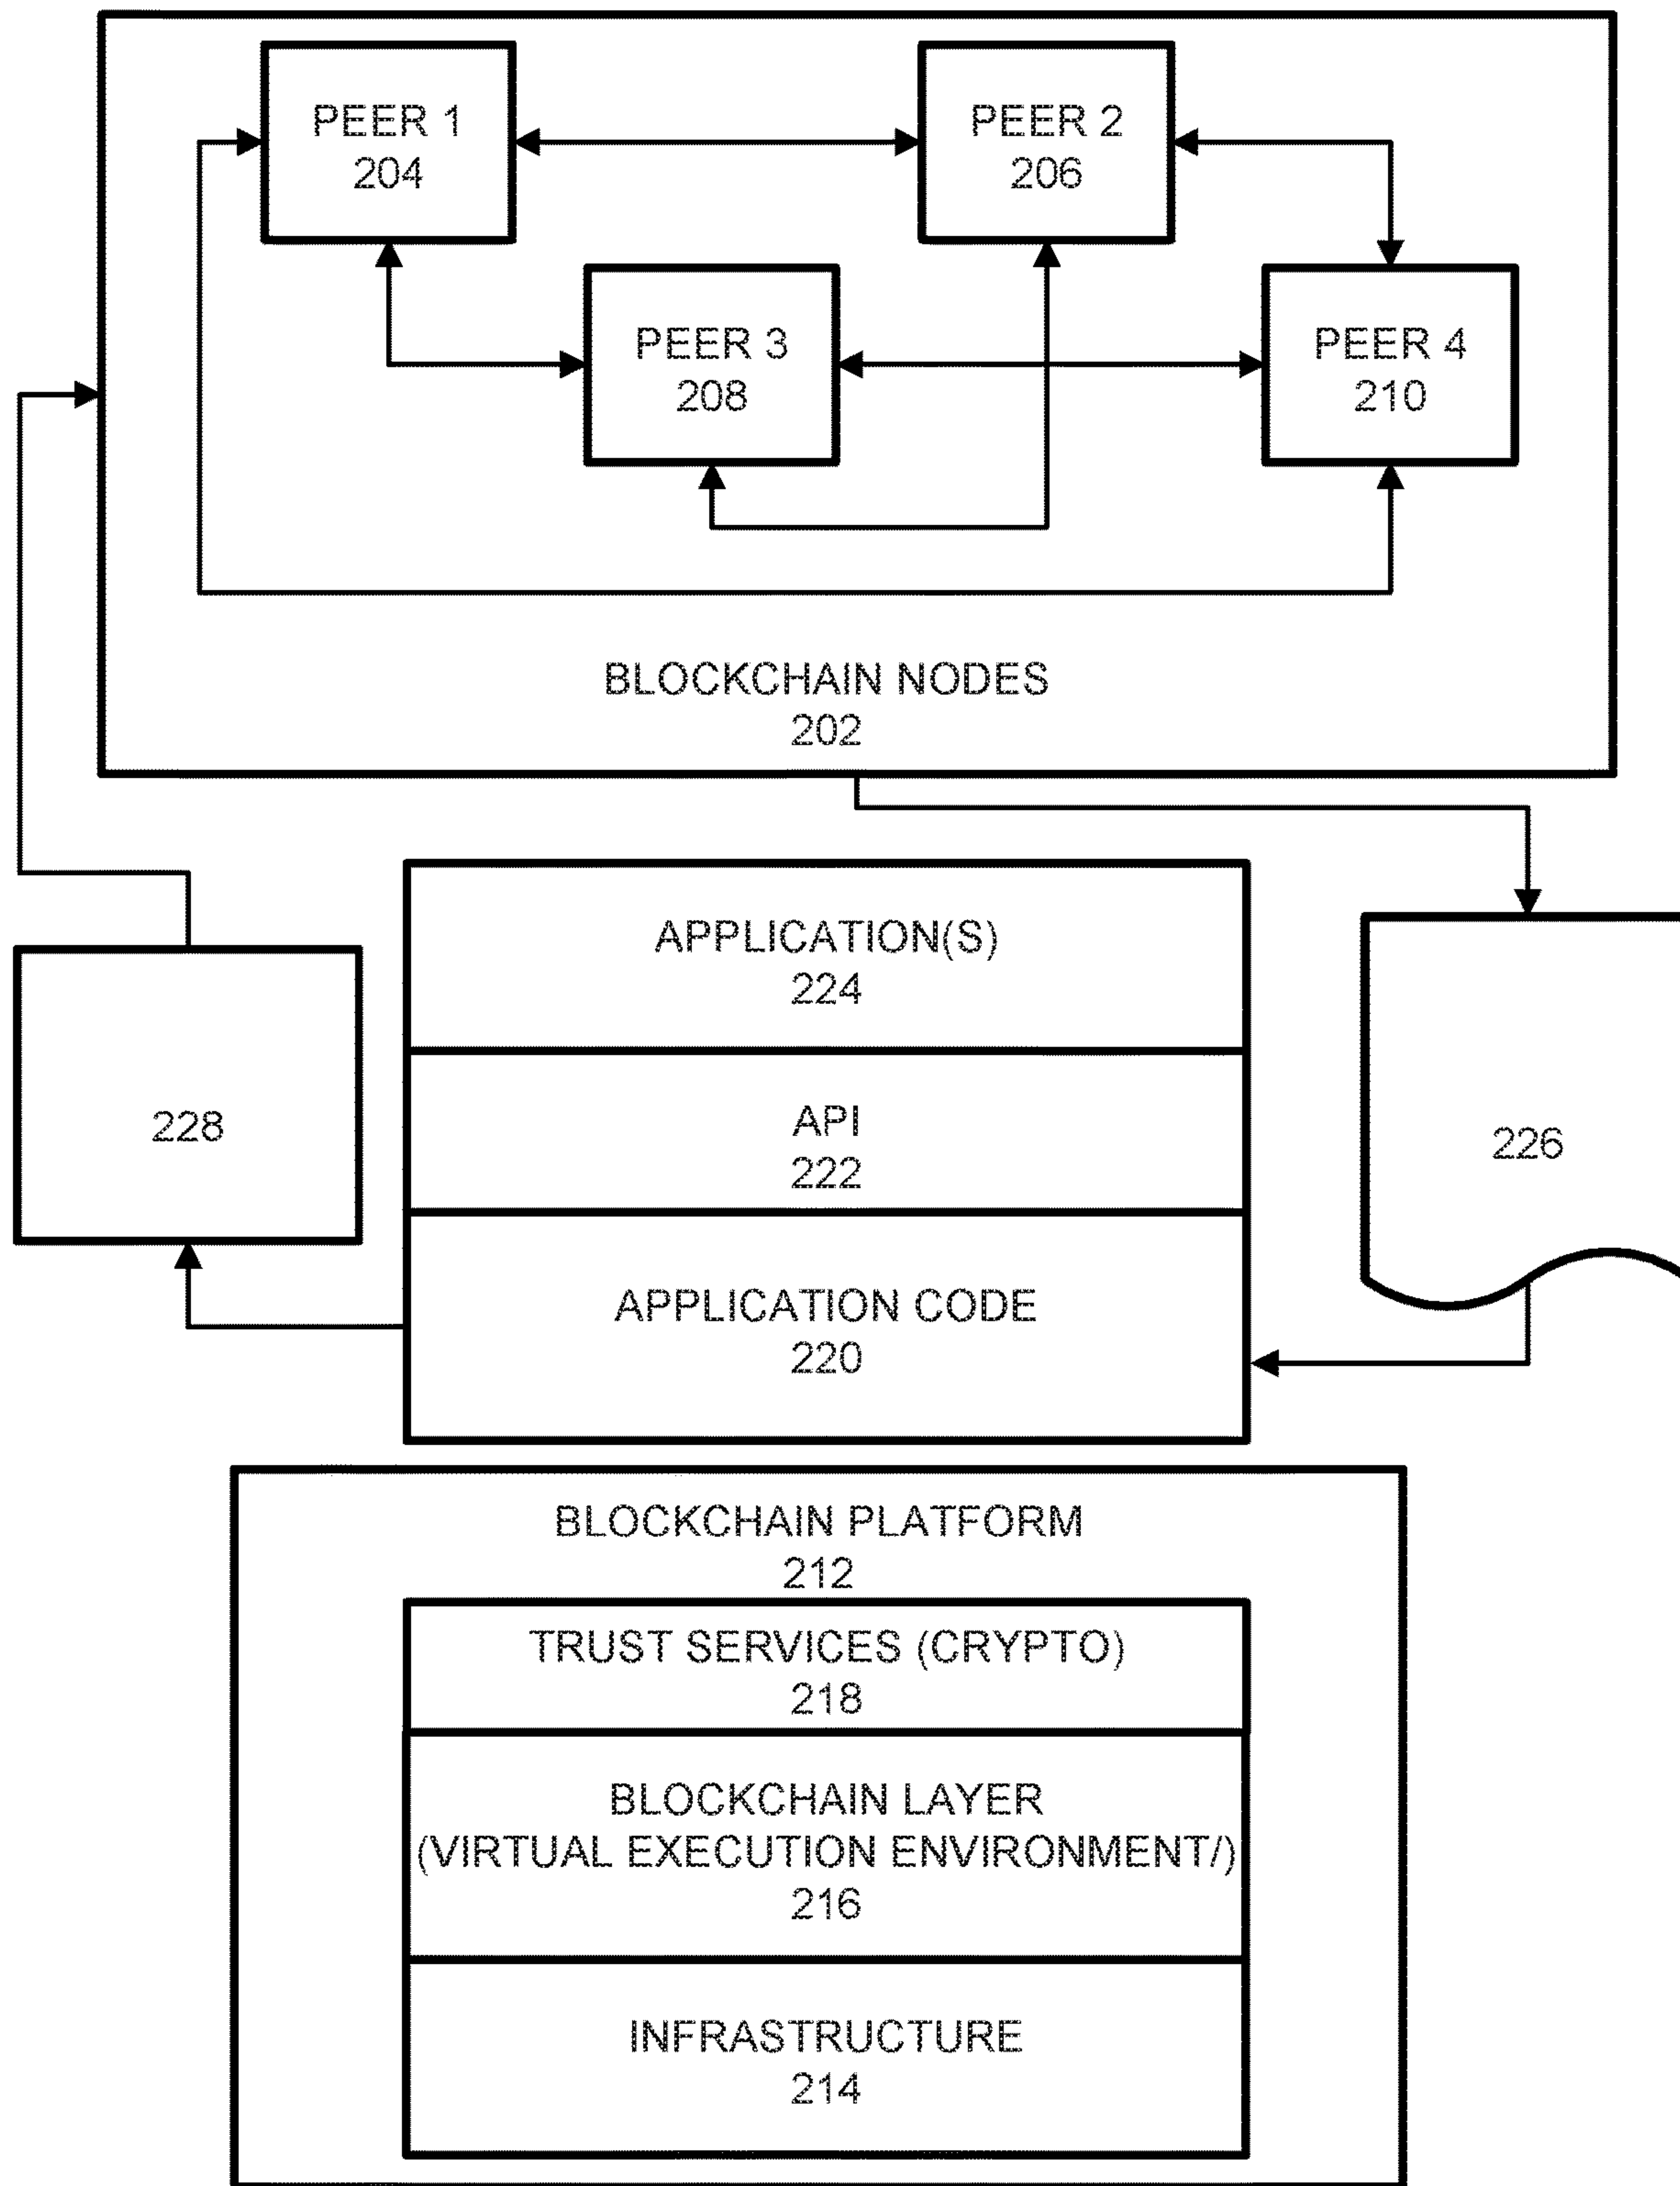 PEER 1
204
PEER 2
206
PEER 3
208
PEER 4
210
BLOCKCHAIN NODES
202
APPLICATION(S)
224
API
222
228
226
APPLICATION CODE
220
BLOCKCHAIN PLATFORM
212
TRUST SERVICES (CRYPTO)
218
BLOCKCHAIN LAYER
(VIRTUAL EXECUTION ENVIRONMENT/)
216
INFRASTRUCTURE
214